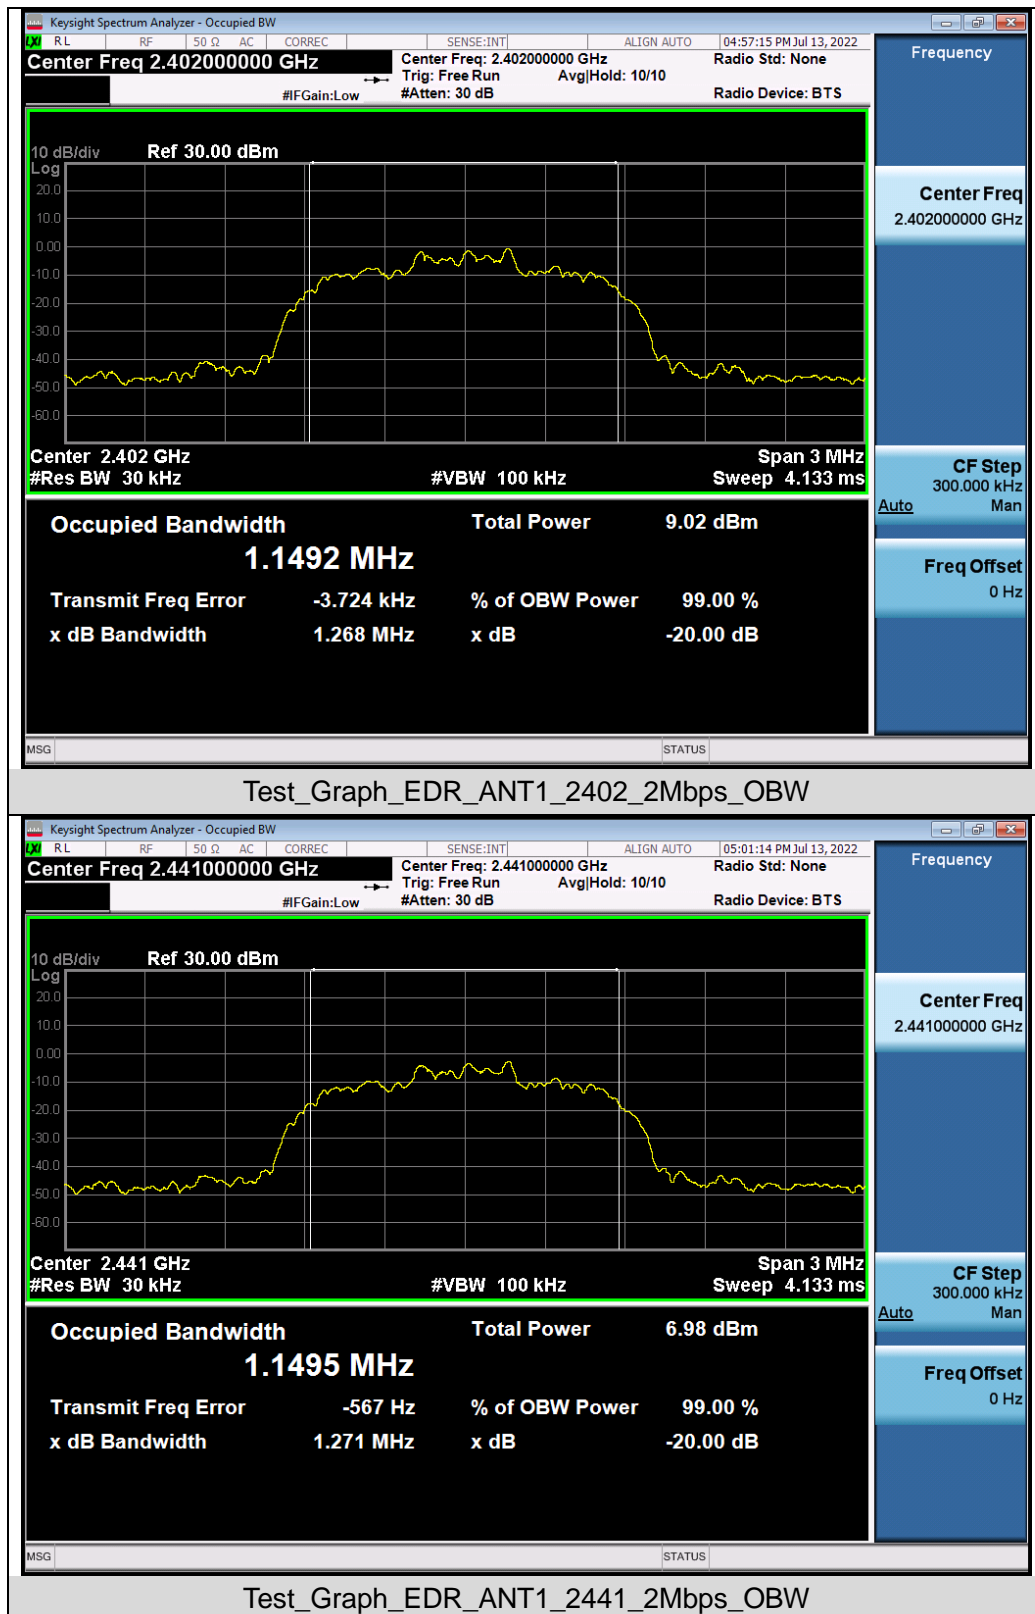 Keysight Spectrum Analyzer - Occupied BW
LXI RL RF 50 Ω AC CORREC SENSE:INT ALIGN AUTO 04:57:15 PM Jul 13, 2022
Center Freq 2.402000000 GHz
Center Freq: 2.402000000 GHz
Radio Std: None
Trig: Free Run Avg|Hold: 10/10
#IFGain:Low
#Atten: 30 dB
Radio Device: BTS
Frequency
10 dB/div Ref 30.00 dBm
Log
20.0
10.0
0.00
-10.0
-20.0
-30.0
-40.0
-50.0
-60.0
Center 2.402 GHz Span 3 MHz
#Res BW 30 kHz #VBW 100 kHz Sweep 4.133 ms
Center Freq
2.402000000 GHz
CF Step
300.000 kHz
Auto Man
Freq Offset
0 Hz
Occupied Bandwidth Total Power 9.02 dBm
1.1492 MHz
Transmit Freq Error -3.724 kHz % of OBW Power 99.00 %
x dB Bandwidth 1.268 MHz x dB -20.00 dB
MSG STATUS
Test_Graph_EDR_ANT1_2402_2Mbps_OBW
Keysight Spectrum Analyzer - Occupied BW
LXI RL RF 50 Ω AC CORREC SENSE:INT ALIGN AUTO 05:01:14 PM Jul 13, 2022
Center Freq 2.441000000 GHz
Center Freq: 2.441000000 GHz
Radio Std: None
Trig: Free Run Avg|Hold: 10/10
#IFGain:Low
#Atten: 30 dB
Radio Device: BTS
Frequency
10 dB/div Ref 30.00 dBm
Log
20.0
10.0
0.00
-10.0
-20.0
-30.0
-40.0
-50.0
-60.0
Center 2.441 GHz Span 3 MHz
#Res BW 30 kHz #VBW 100 kHz Sweep 4.133 ms
Center Freq
2.441000000 GHz
CF Step
300.000 kHz
Auto Man
Freq Offset
0 Hz
Occupied Bandwidth Total Power 6.98 dBm
1.1495 MHz
Transmit Freq Error -567 Hz % of OBW Power 99.00 %
x dB Bandwidth 1.271 MHz x dB -20.00 dB
MSG STATUS
Test_Graph_EDR_ANT1_2441_2Mbps_OBW